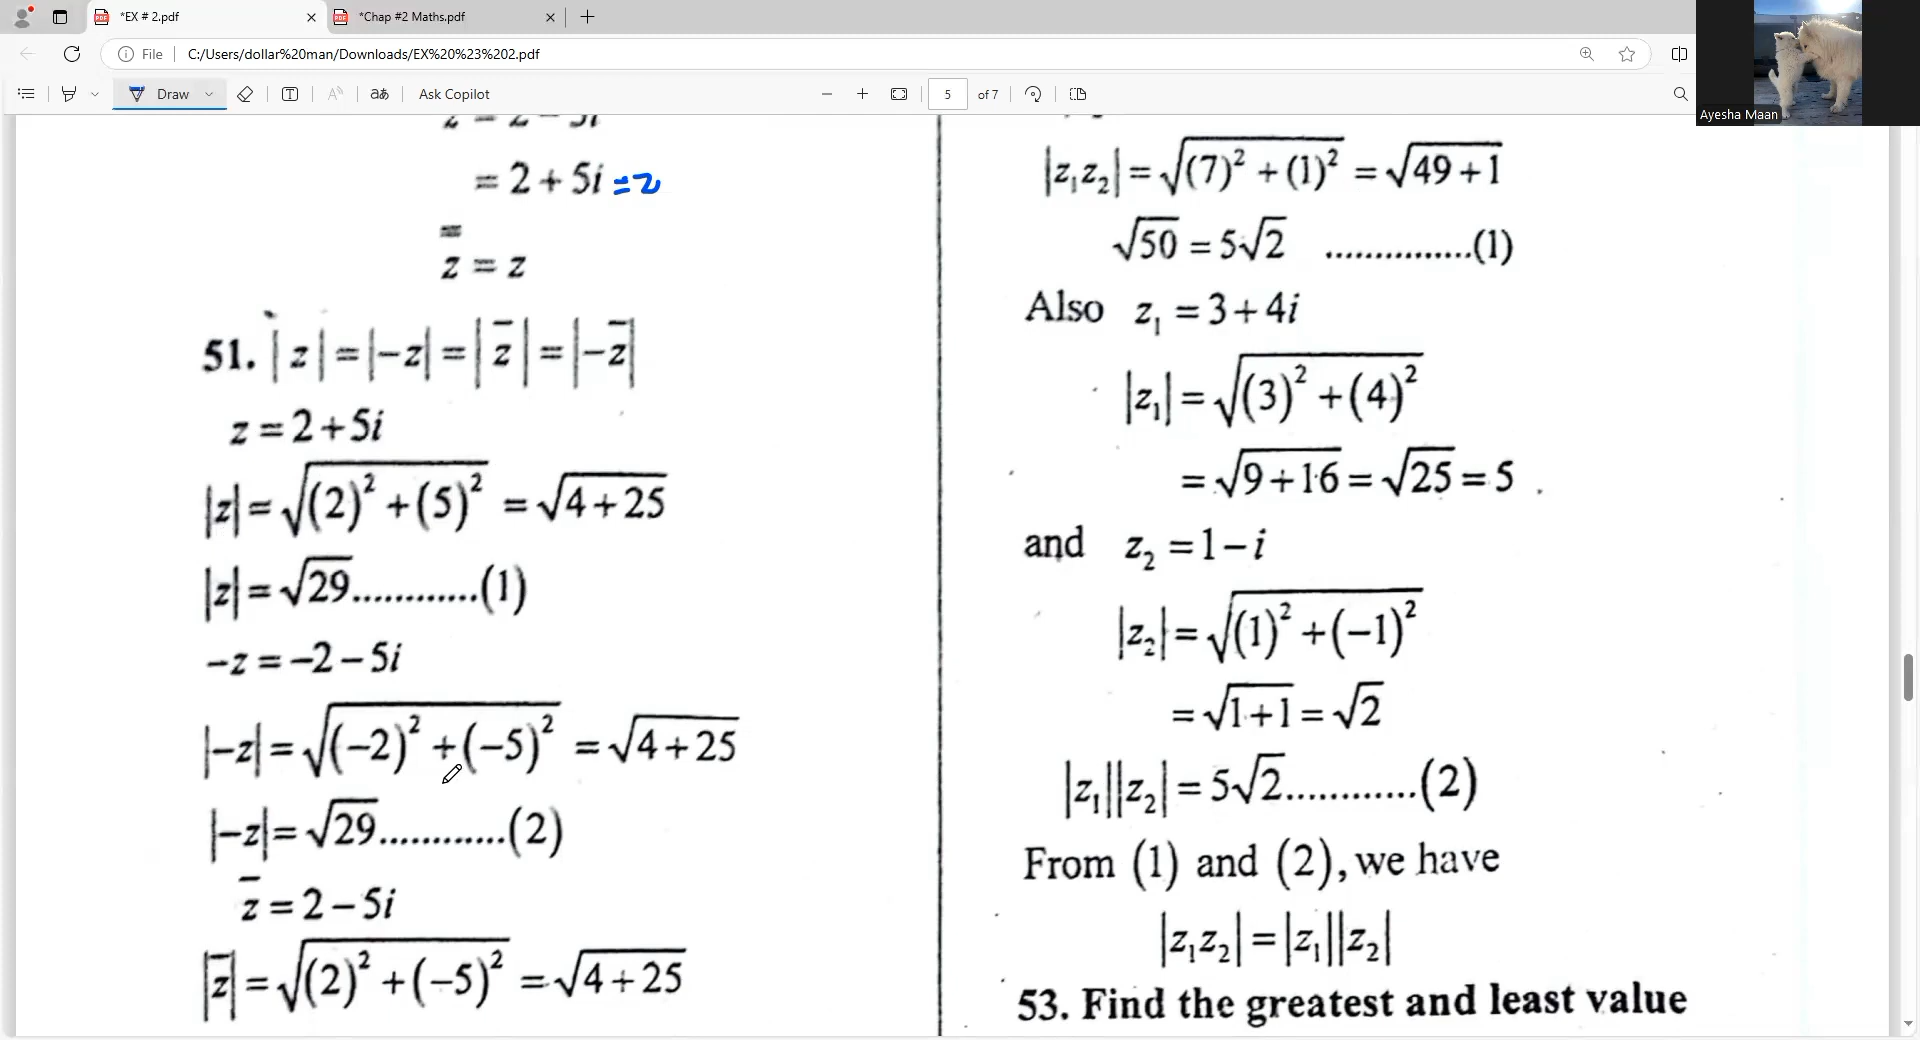 *EX # 2.pdf
*Chap #2 Maths.pdf
File
C:/Users/dollar%20man/Downloads/EX%20%23%202.pdf
Draw
aあ
Ask Copilot
5 of 7
Ayesha Maan
= 2 + 5i = z
z̿ = z
51. |z| = |−z| = |z̄| = |−z̄|
z = 2 + 5i
|z| = √((2)² + (5)²) = √(4 + 25)
|z| = √29............(1)
−z = −2 − 5i
|−z| = √((−2)² + (−5)²) = √(4 + 25)
|−z| = √29............(2)
z̄ = 2 − 5i
|z̄| = √((2)² + (−5)²) = √(4 + 25)
|z₁z₂| = √((7)² + (1)²) = √(49 + 1)
√50 = 5√2 ...............(1)
Also z₁ = 3 + 4i
|z₁| = √((3)² + (4)²)
= √(9 + 16) = √25 = 5
and z₂ = 1 − i
|z₂| = √((1)² + (−1)²)
= √(1 + 1) = √2
|z₁||z₂| = 5√2............(2)
From (1) and (2), we have
|z₁z₂| = |z₁||z₂|
53. Find the greatest and least value